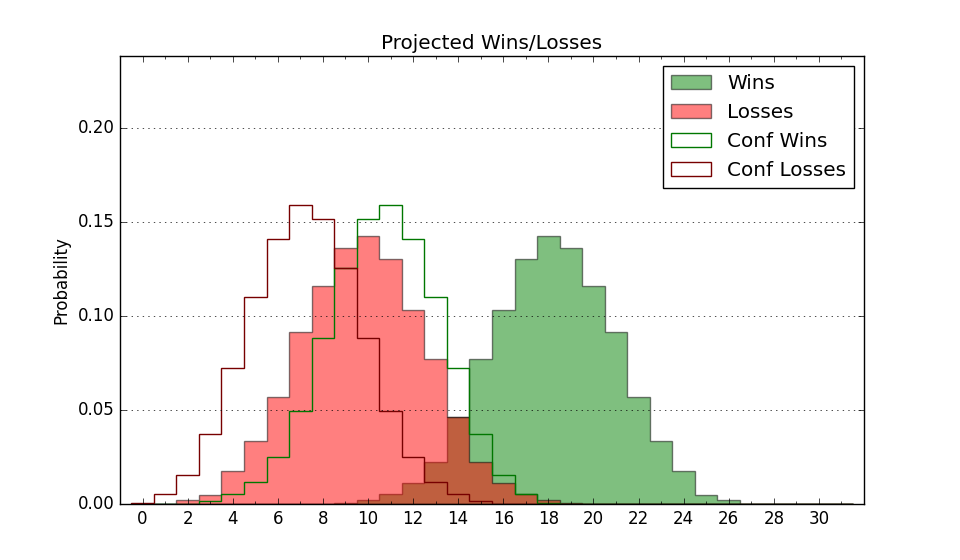 Projected Wins/Losses
Wins
Losses
Conf Wins
Conf Losses
Probability
0.20
0.15
0.10
0.05
0.00
0 2 4 6 8 10 12 14 16 18 20 22 24 26 28 30